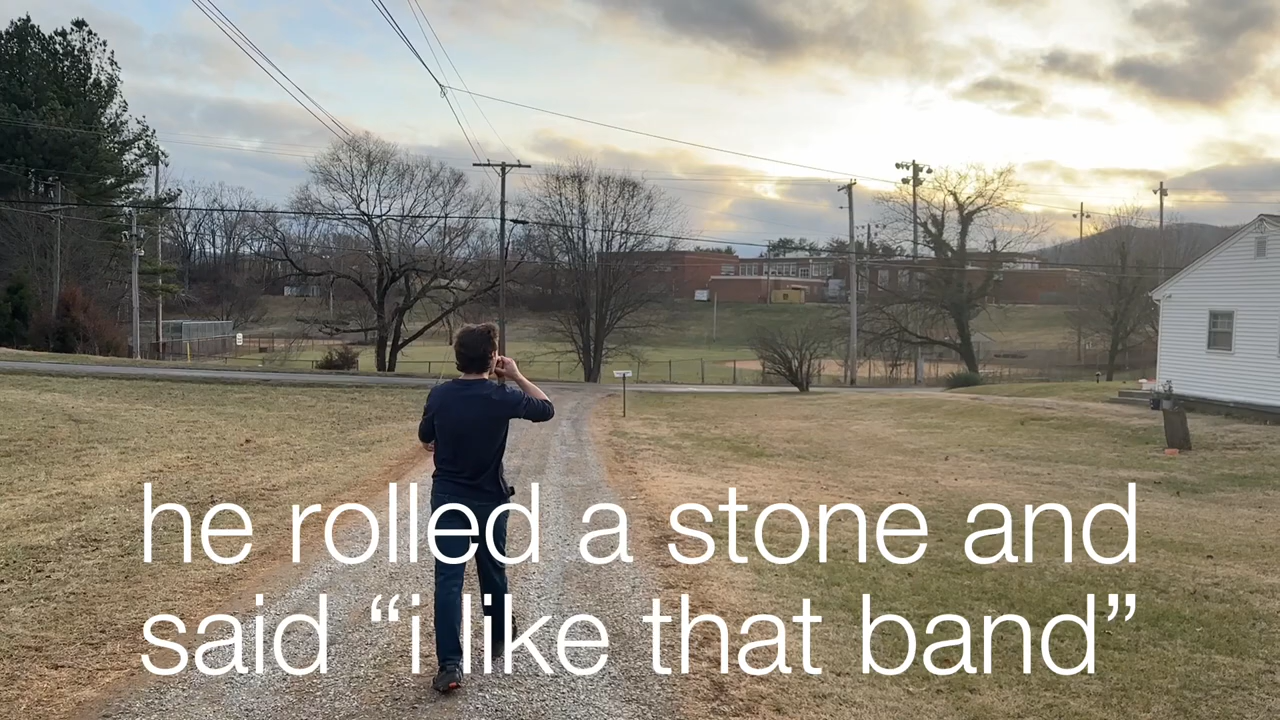 he rolled a stone and
said “i like that band”